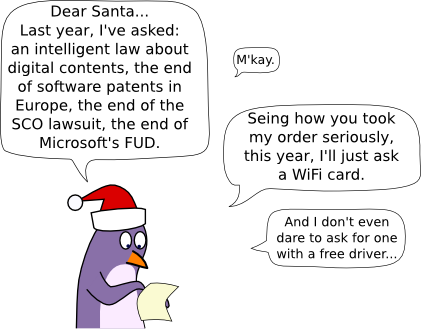 Dear Santa...
Last year, I've asked:
an intelligent law about
digital contents, the end
of software patents in
Europe, the end of the
SCO lawsuit, the end of
Microsoft's FUD.
M'kay.
Seing how you took
my order seriously,
this year, I'll just ask
a WiFi card.
And I don't even
dare to ask for one
with a free driver...